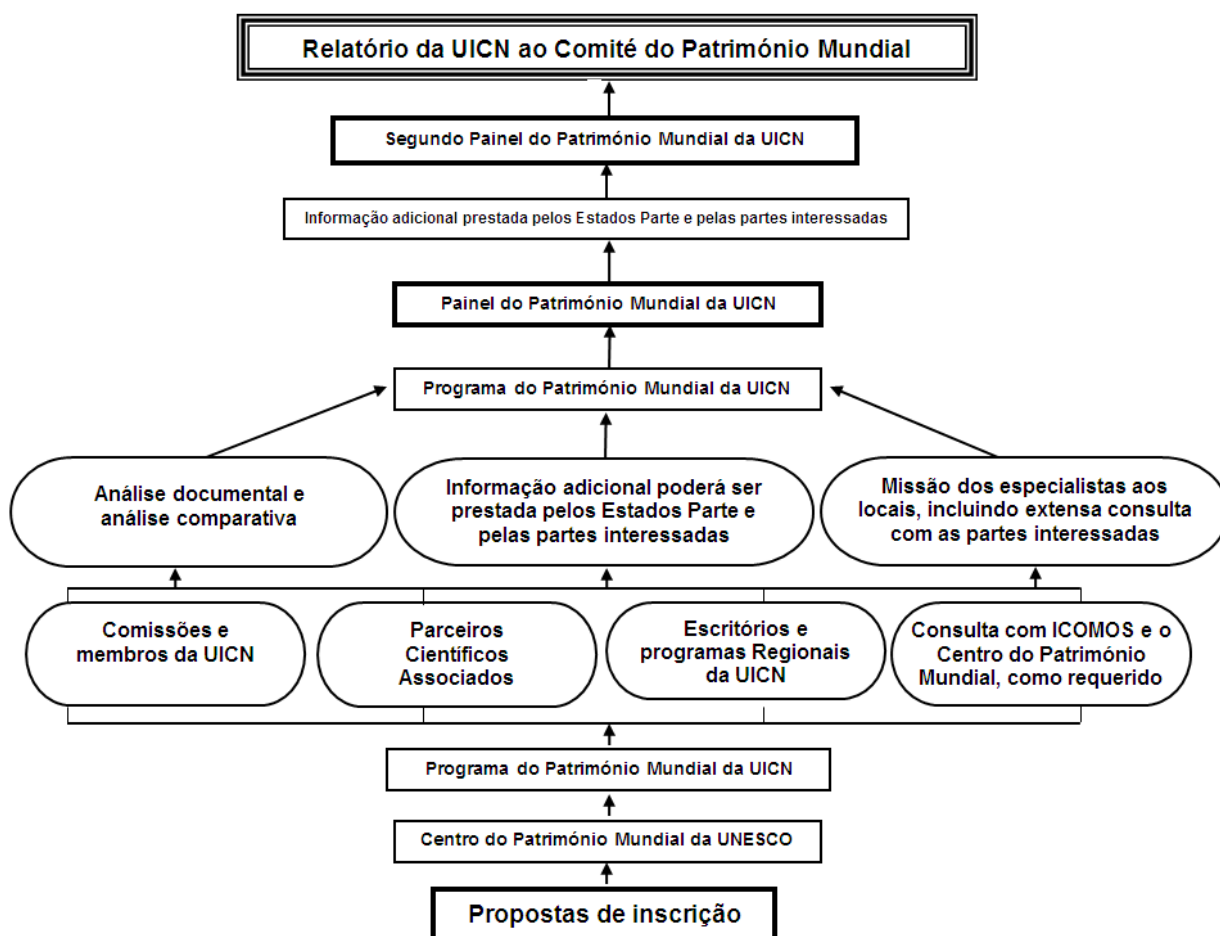 Relatório da UICN ao Comité do Património Mundial
Segundo Painel do Património Mundial da UICN
Informação adicional prestada pelos Estados Parte e pelas partes interessadas
Painel do Património Mundial da UICN
Programa do Património Mundial da UICN
Análise documental e
análise comparativa
Informação adicional poderá ser
prestada pelos Estados Parte e
pelas partes interessadas
Missão dos especialistas aos
locais, incluindo extensa consulta
com as partes interessadas
Comissões e
membros da UICN
Parceiros
Científicos
Associados
Escritórios e
programas Regionais
da UICN
Consulta com ICOMOS e o
Centro do Património
Mundial, como requerido
Programa do Património Mundial da UICN
Centro do Património Mundial da UNESCO
Propostas de inscrição